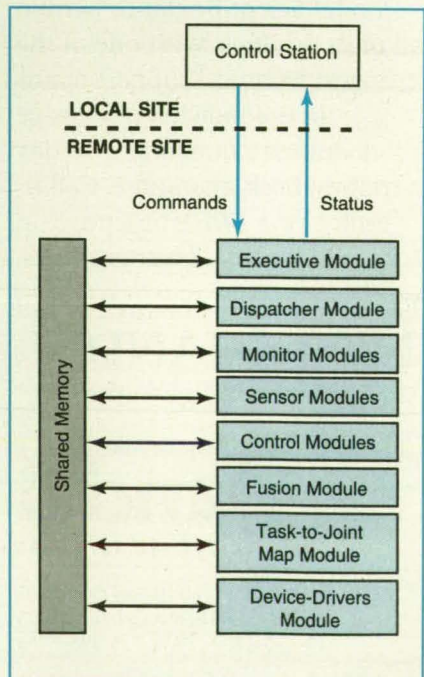 Control Station
LOCAL SITE
REMOTE SITE
Commands
Status
Shared Memory
Executive Module
Dispatcher Module
Monitor Modules
Sensor Modules
Control Modules
Fusion Module
Task-to-Joint
Map Module
Device-Drivers
Module